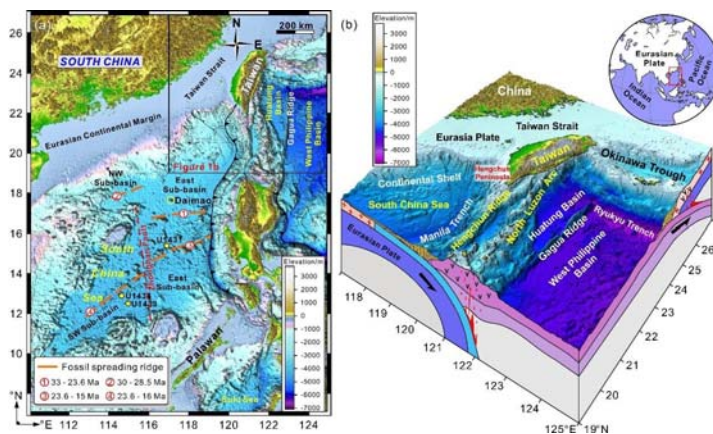 (a)
N
E
200 km
SOUTH CHINA
Taiwan Strait
Taiwan
Eurasian Continental Margin
Huatung
Basin
Gagua Ridge
West Philippine
Basin
Figure 1b
NW
Sub-basin
East
Sub-basin
Daimao
U1431
South
China
Sea
East
Sub-basin
U1434
U1433
SW Sub-basin
Palawan
Sulu Sea
Elevation/m
3000
2000
1000
0
-1000
-2000
-3000
-4000
-5000
-6000
-7000
Fossil spreading ridge
① 33 - 23.6 Ma
② 30 - 28.5 Ma
③ 23.6 - 15 Ma
④ 23.6 - 16 Ma
26
24
22
20
18
16
14
12
10
°N
°E
112
114
116
118
120
122
124
(b)
Elevation/m
3000
2000
1000
0
-1000
-2000
-3000
-4000
-5000
-6000
-7000
Eurasian
Plate
Pacific
Ocean
Indian
Ocean
China
Eurasia Plate
Taiwan Strait
Taiwan
Hengchun
Peninsula
Okinawa Trough
Continental Shelf
South China Sea
Manila Trench
Hengchun Ridge
North Luzon Arc
Huatung Basin
Gagua Ridge
Ryukyu Trench
West Philippine
Basin
Eurasian Plate
118
119
120
121
122
123
124
125°E
19°N
20
21
22
23
24
25
26